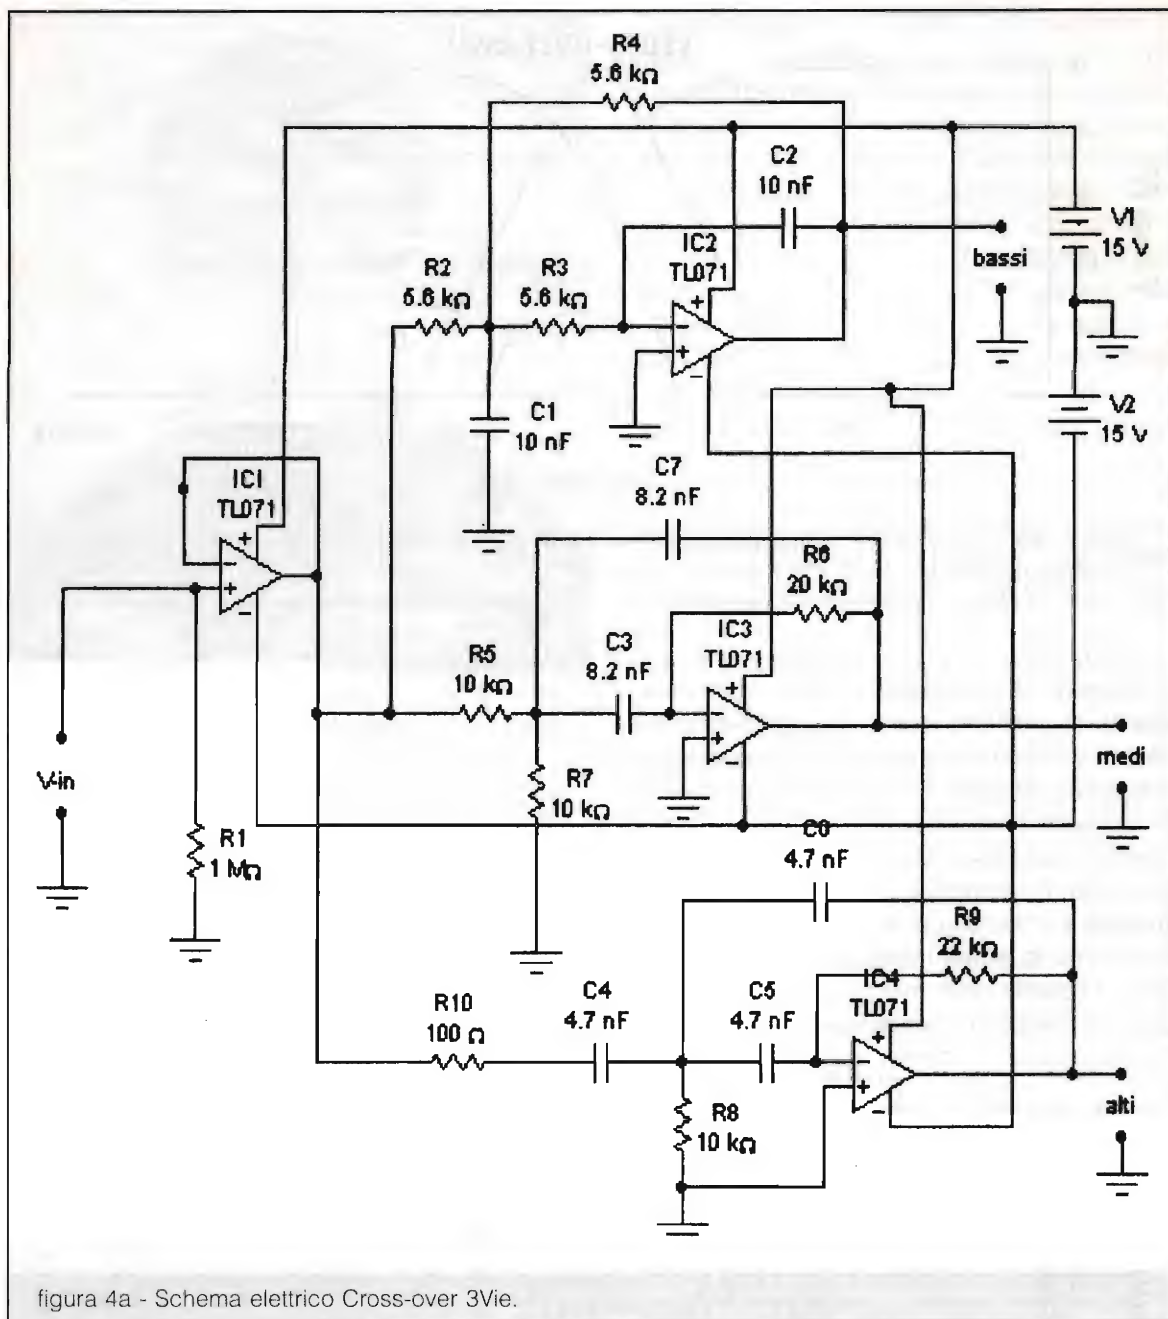 R4
5.6 kΩ
C2
10 nF
V1
15 V
IC2
TL071
bassi
R2
5.6 kΩ
R3
5.6 kΩ
+
-
+
-
C1
10 nF
V2
15 V
C7
8.2 nF
IC1
TL071
+
-
+
-
R6
20 kΩ
IC3
TL071
C3
8.2 nF
R5
10 kΩ
+
-
+
-
V-in
medi
R7
10 kΩ
R1
1 MΩ
C6
4.7 nF
R9
22 kΩ
IC4
TL071
C4
4.7 nF
C5
4.7 nF
R10
100 Ω
+
-
+
-
alti
R8
10 kΩ
figura 4a - Schema elettrico Cross-over 3Vie.